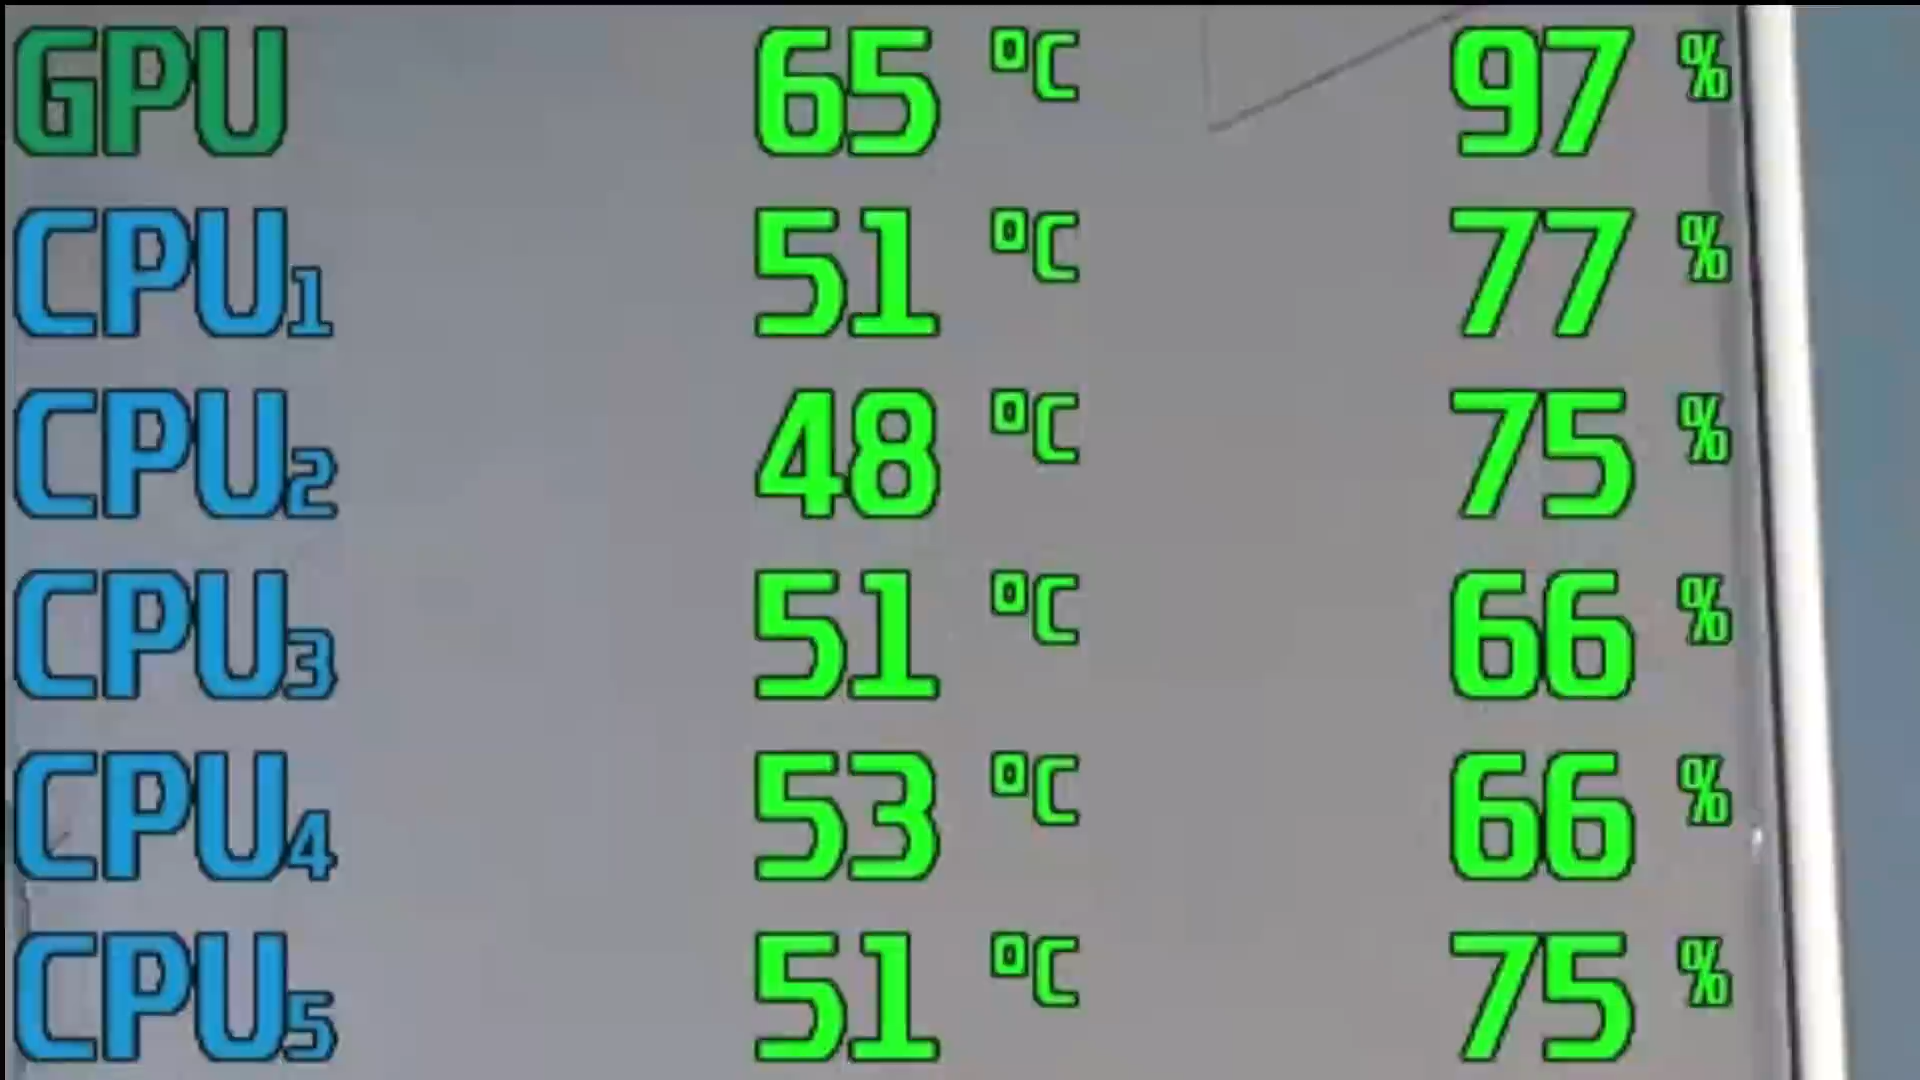 GPU 65 °C 97 %
CPU1 51 °C 77 %
CPU2 48 °C 75 %
CPU3 51 °C 66 %
CPU4 53 °C 66 %
CPU5 51 °C 75 %